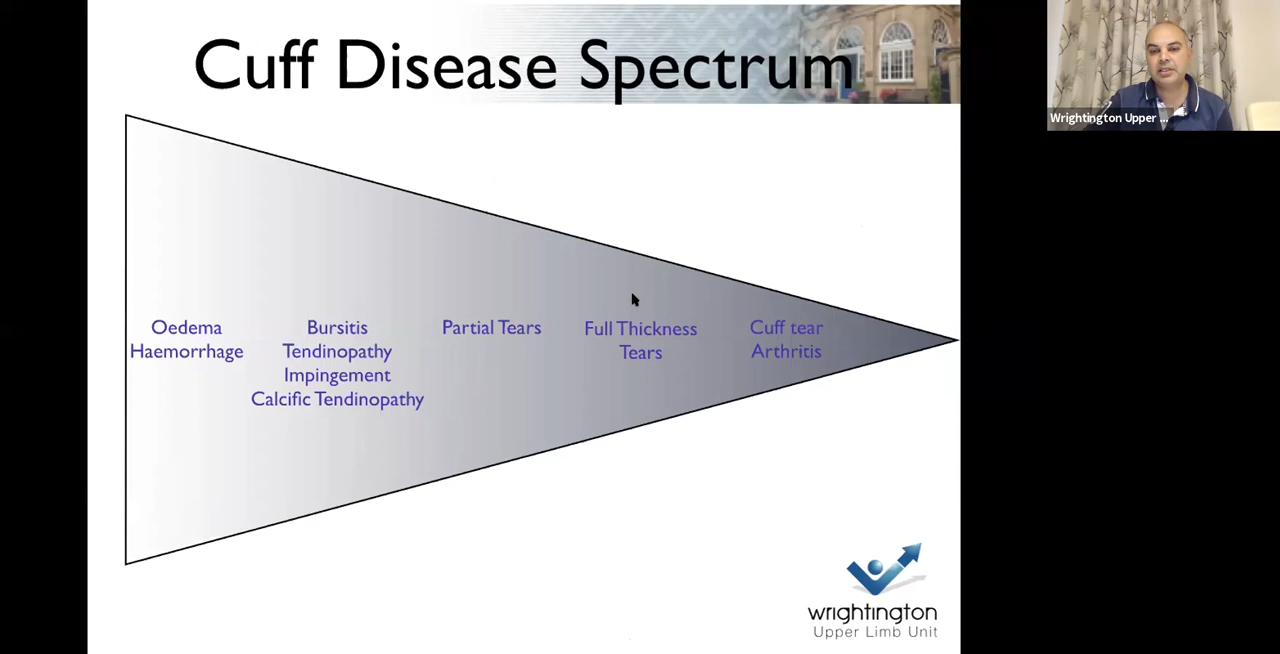 Cuff Disease Spectrum
Wrightington Upper ...
Oedema
Haemorrhage
Bursitis
Tendinopathy
Impingement
Calcific Tendinopathy
Partial Tears
Full Thickness
Tears
Cuff tear
Arthritis
wrightington
Upper Limb Unit